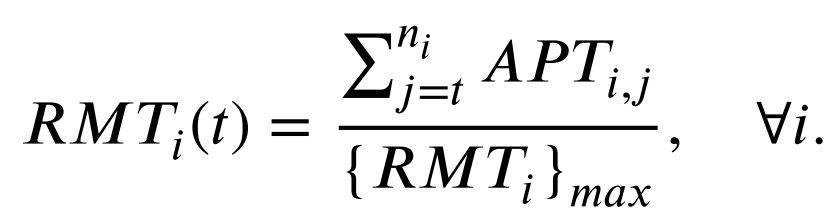 $RMT_i(t) = \frac{\sum_{j=t}^{n_i} APT_{i,j}}{\{RMT_i\}_{max}}, \quad \forall i.$